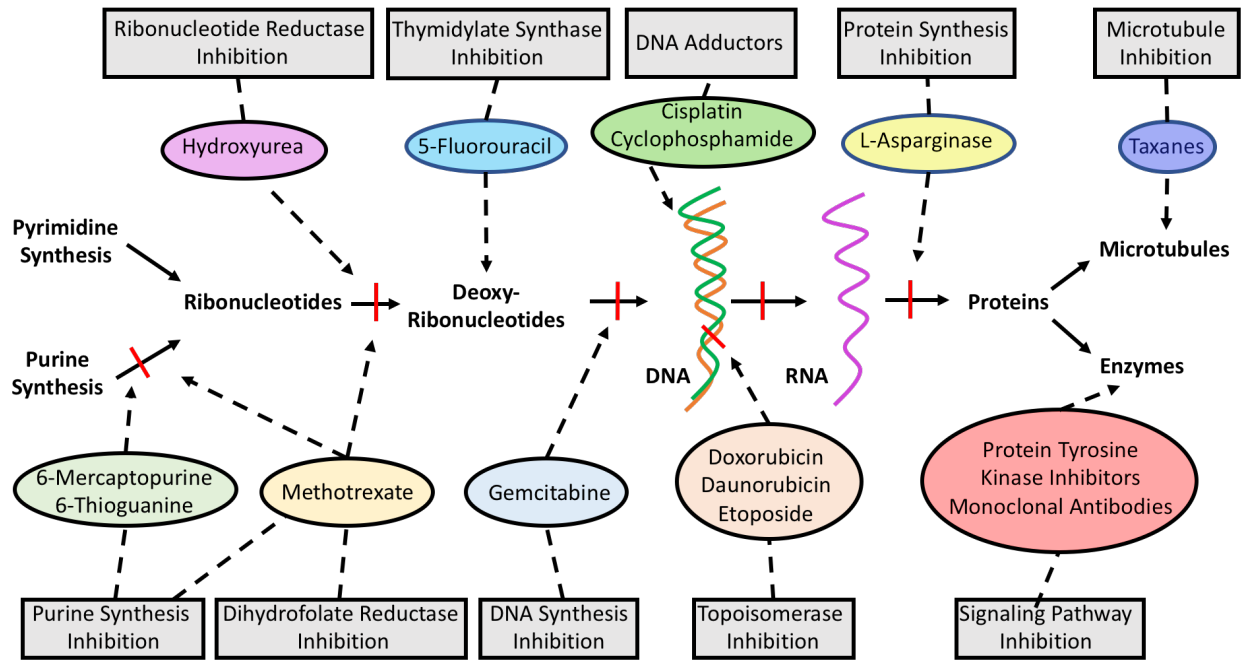 Ribonucleotide Reductase
Inhibition
Thymidylate Synthase
Inhibition
DNA Adductors
Protein Synthesis
Inhibition
Microtubule
Inhibition
Hydroxyurea
5-Fluorouracil
Cisplatin
Cyclophosphamide
L-Asparginase
Taxanes
Pyrimidine
Synthesis
Ribonucleotides
Deoxy-
Ribonucleotides
Proteins
Microtubules
Purine
Synthesis
DNA
RNA
Enzymes
6-Mercaptopurine
6-Thioguanine
Methotrexate
Gemcitabine
Doxorubicin
Daunorubicin
Etoposide
Protein Tyrosine
Kinase Inhibitors
Monoclonal Antibodies
Purine Synthesis
Inhibition
Dihydrofolate Reductase
Inhibition
DNA Synthesis
Inhibition
Topoisomerase
Inhibition
Signaling Pathway
Inhibition